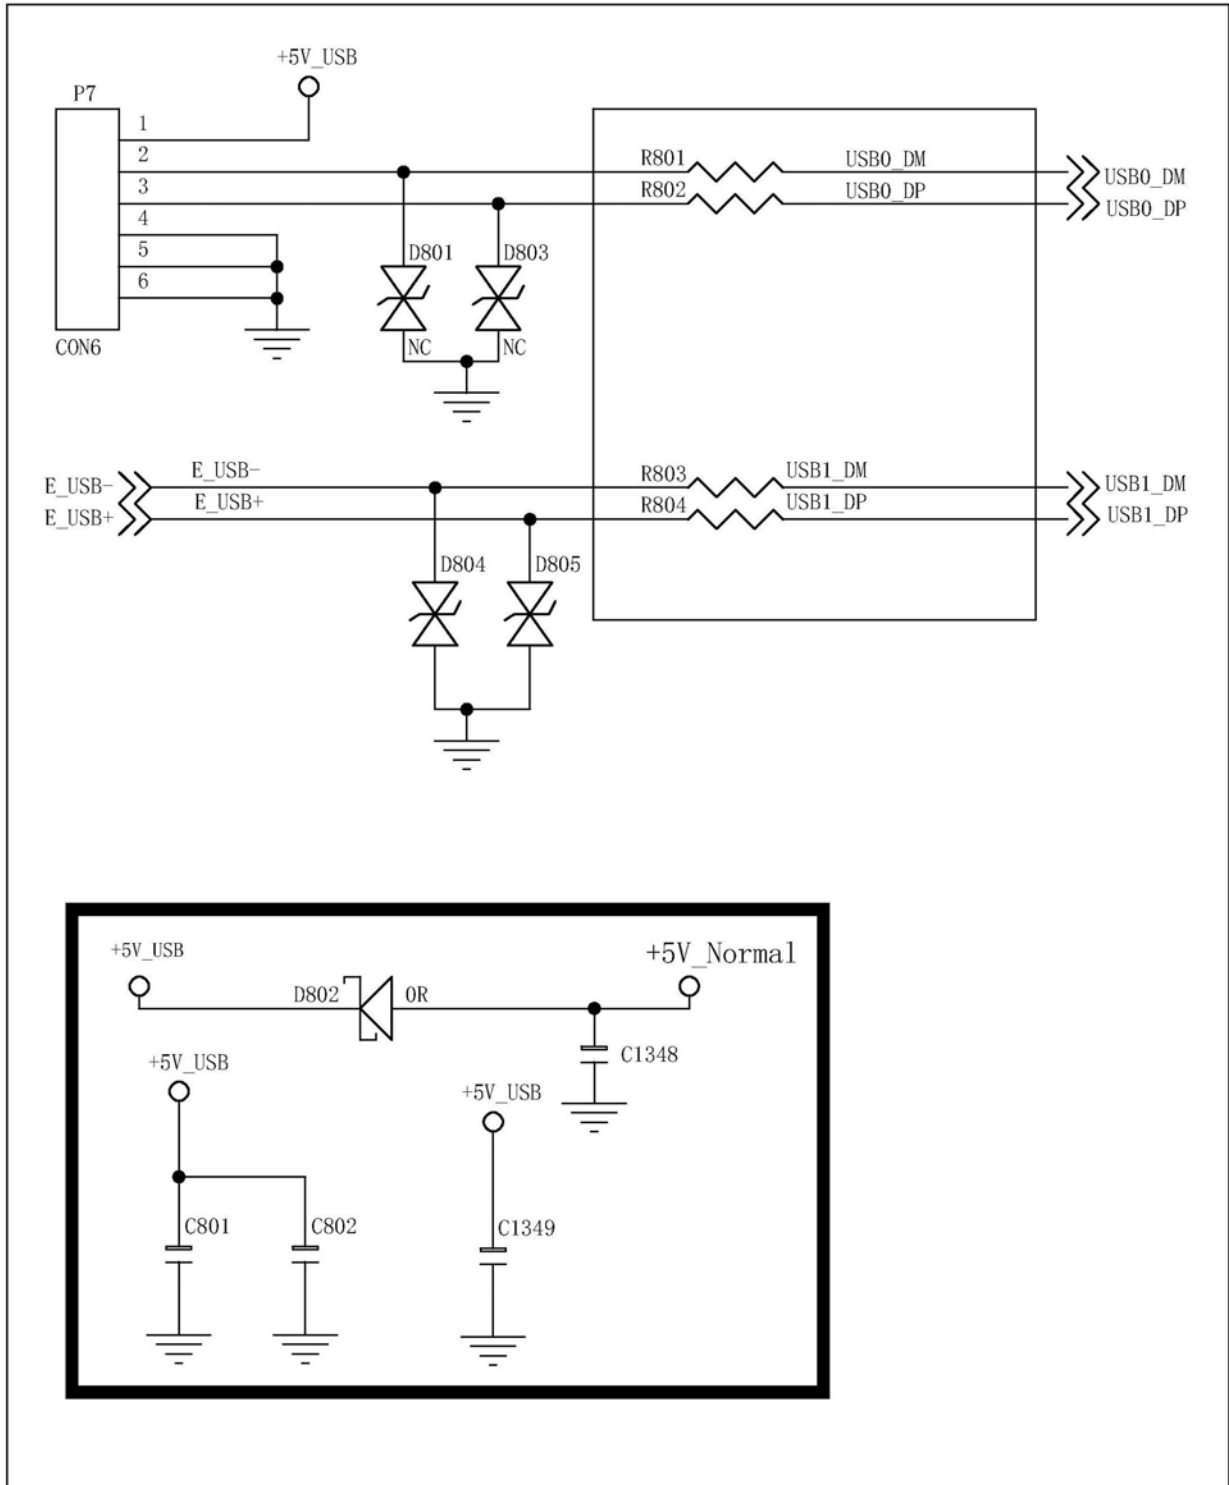 +5V_USB
P7
1
2
3
4
5
6
CON6
R801
USB0_DM
USB0_DM
R802
USB0_DP
USB0_DP
D801
D803
NC
NC
E_USB-
E_USB-
R803
USB1_DM
USB1_DM
E_USB+
E_USB+
R804
USB1_DP
USB1_DP
D804
D805
+5V_USB
+5V_Normal
D802
0R
C1348
+5V_USB
+5V_USB
C801
C802
C1349